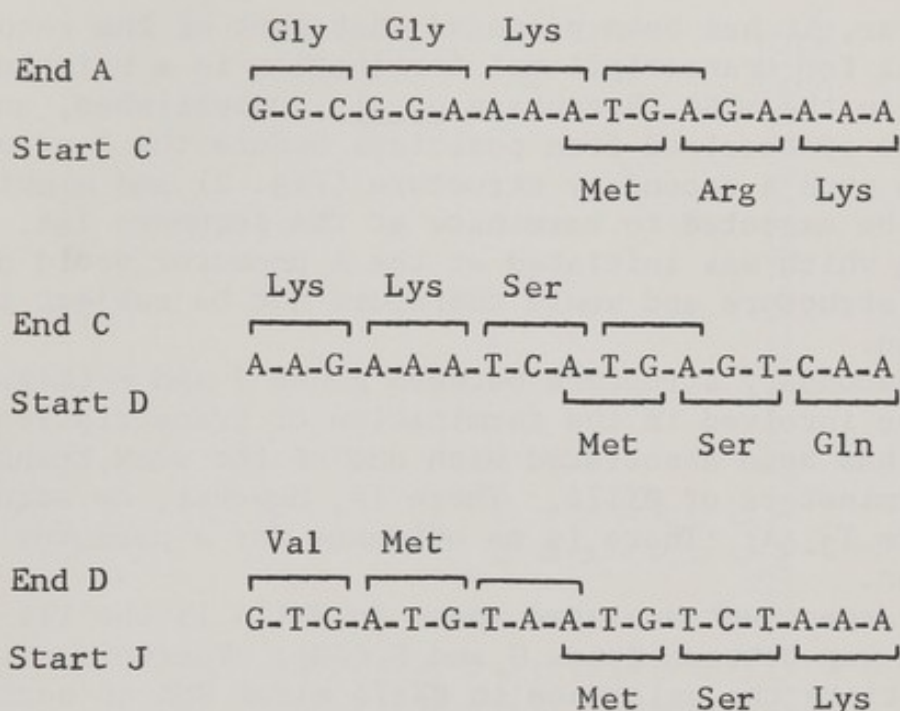 Gly Gly Lys
End A
G-G-C-G-G-A-A-A-A-T-G-A-G-A-A-A-A
Start C
Met Arg Lys
Lys Lys Ser
End C
A-A-G-A-A-A-T-C-A-T-G-A-G-T-C-A-A
Start D
Met Ser Gln
Val Met
End D
G-T-G-A-T-G-T-A-A-T-G-T-C-T-A-A-A
Start J
Met Ser Lys